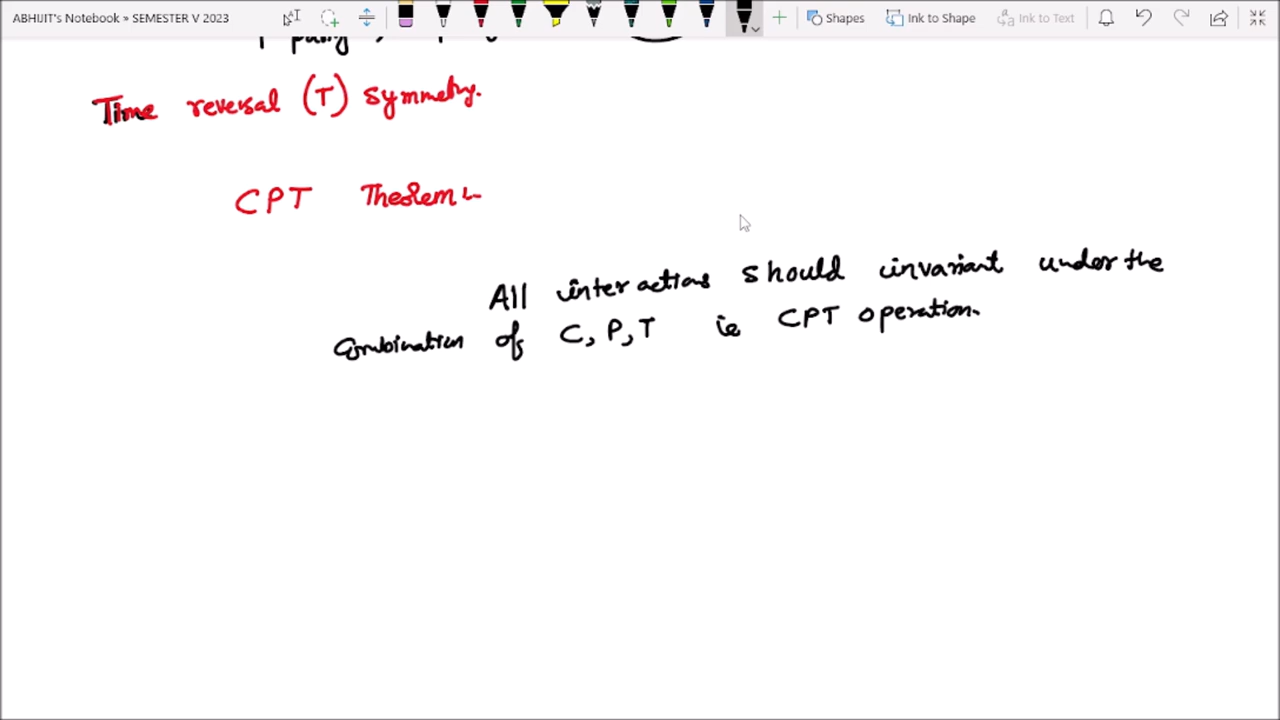 ABHIJIT's Notebook » SEMESTER V 2023
Shapes
Ink to Shape
Ink to Text
Time reversal (T) Symmetry.
CPT Theorem
All interactions should invariant under the
Combination of C, P, T ie CPT operation.